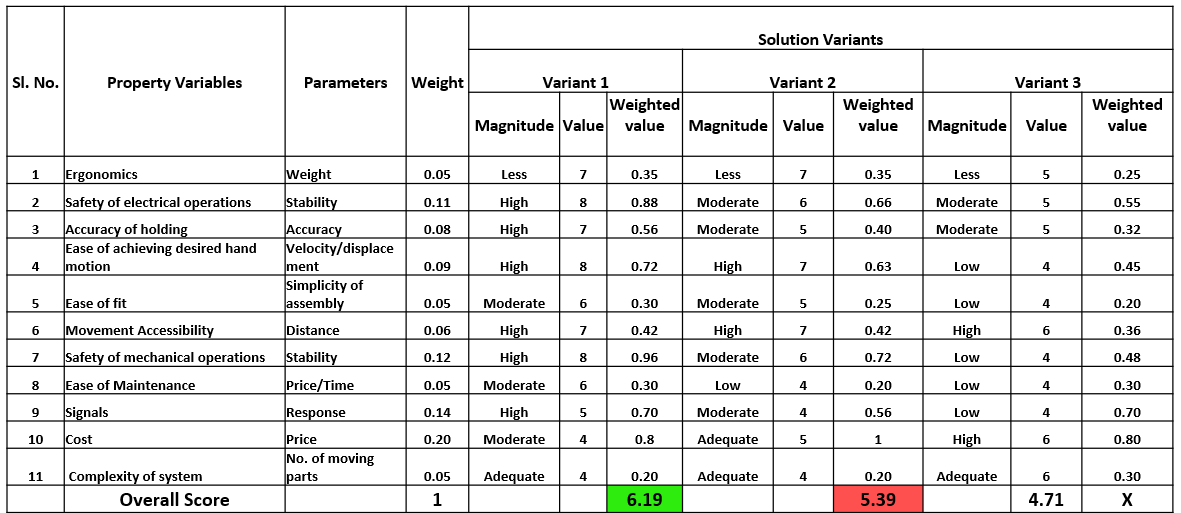 Solution Variants
Sl. No. Property Variables Parameters Weight Variant 1 Variant 2 Variant 3
Magnitude Value Weighted value Magnitude Value Weighted value Magnitude Value Weighted value
1 Ergonomics Weight 0.05 Less 7 0.35 Less 7 0.35 Less 5 0.25
2 Safety of electrical operations Stability 0.11 High 8 0.88 Moderate 6 0.66 Moderate 5 0.55
3 Accuracy of holding Accuracy 0.08 High 7 0.56 Moderate 5 0.40 Moderate 5 0.32
4 Ease of achieving desired hand motion Velocity/displace ment 0.09 High 8 0.72 High 7 0.63 Low 4 0.45
5 Ease of fit Simplicity of assembly 0.05 Moderate 6 0.30 Moderate 5 0.25 Low 4 0.20
6 Movement Accessibility Distance 0.06 High 7 0.42 High 7 0.42 High 6 0.36
7 Safety of mechanical operations Stability 0.12 High 8 0.96 Moderate 6 0.72 Low 4 0.48
8 Ease of Maintenance Price/Time 0.05 Moderate 6 0.30 Low 4 0.20 Low 4 0.30
9 Signals Response 0.14 High 5 0.70 Moderate 4 0.56 Low 4 0.70
10 Cost Price 0.20 Moderate 4 0.8 Adequate 5 1 High 6 0.80
11 Complexity of system No. of moving parts 0.05 Adequate 4 0.20 Adequate 4 0.20 Adequate 6 0.30
Overall Score 1 6.19 5.39 4.71 X